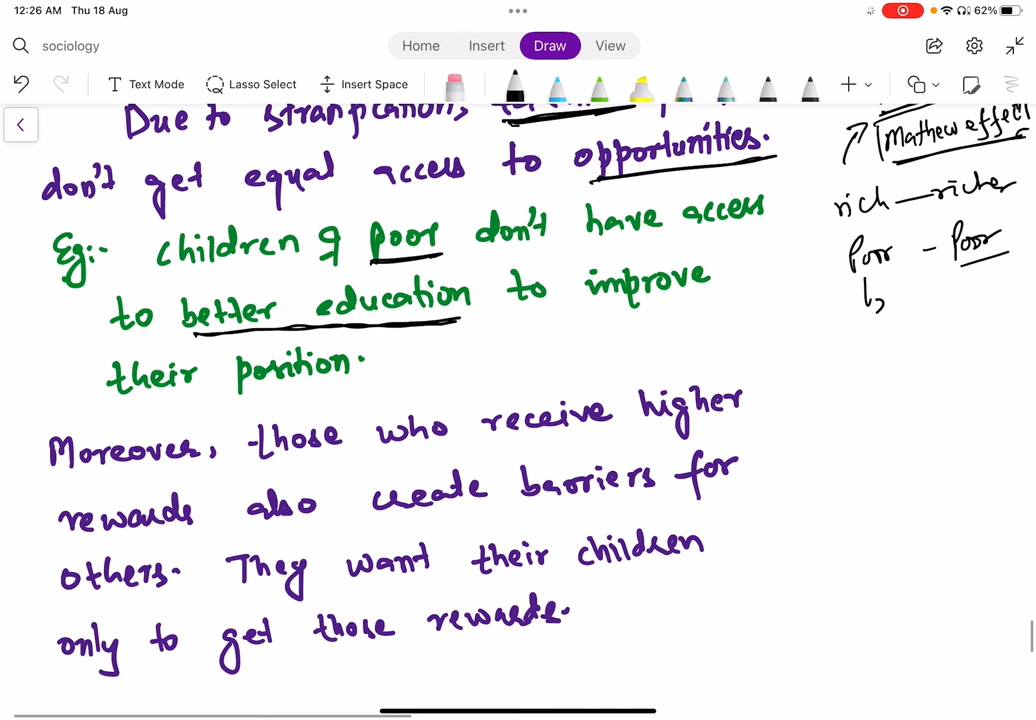 12:26 AM Thu 18 Aug
62%
sociology
Home Insert Draw View
Text Mode Lasso Select Insert Space
Due to
don't get equal access to opportunities.
Eg:- children of poor don't have access
to better education to improve
their position.
Moreover, those who receive higher
rewards also create barriers for
others. They want their children
only to get those rewards.
Mathew effect
rich — richer
Poor - Poor